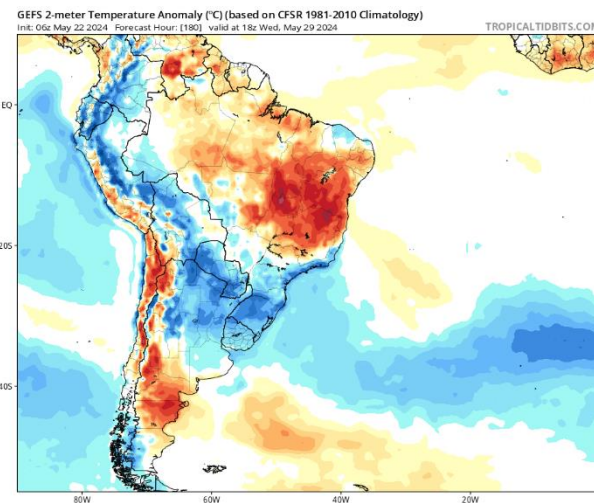 GEFS 2-meter Temperature Anomaly (°C) (based on CFSR 1981-2010 Climatology)
Init: 06z May 22 2024 Forecast Hour: [180] valid at 18z Wed, May 29 2024
TROPICALTIDBITS.COM
EQ
20S
40S
80W
60W
40W
20W